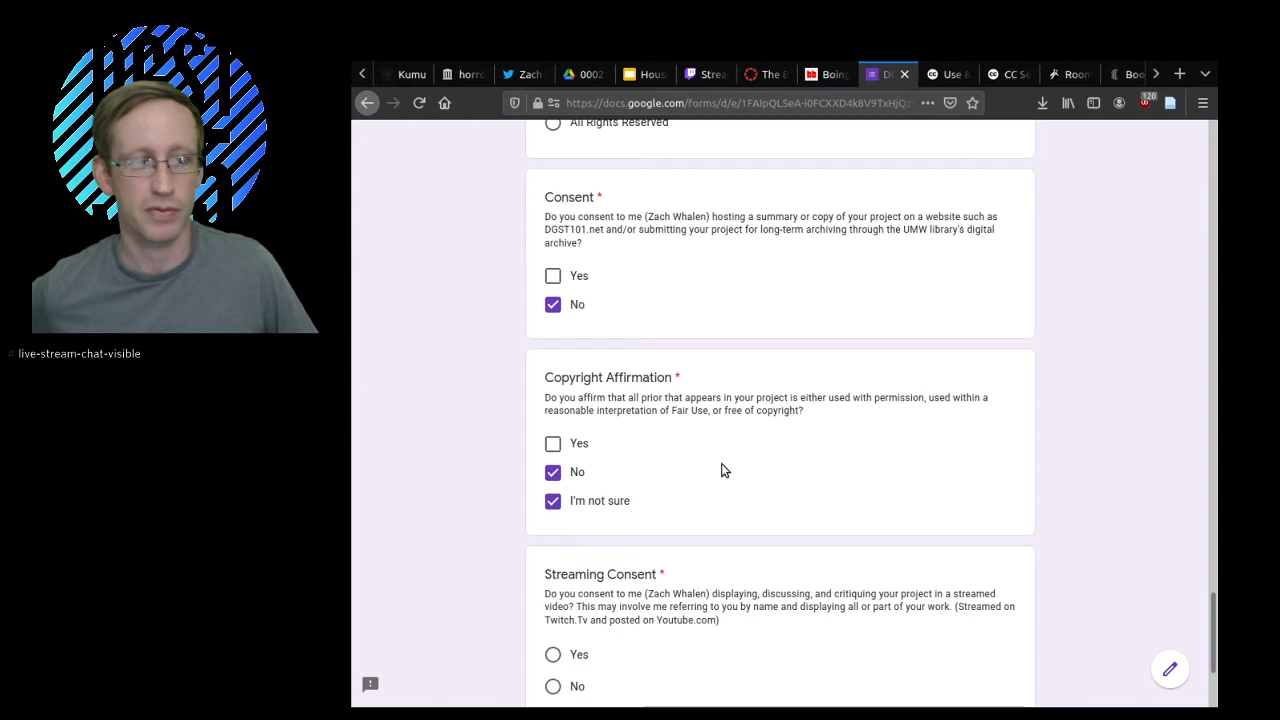 Kumu
horro
Zach
0002
Hous
Strea
The B
Boing
DG
Use &
CC Se
Room
Boo
https://docs.google.com/forms/d/e/1FAIpQLSeA-i0FCXXD4k8V9TxHjQz
120
All Rights Reserved
Consent *
Do you consent to me (Zach Whalen) hosting a summary or copy of your project on a website such as
DGST101.net and/or submitting your project for long-term archiving through the UMW library's digital
archive?
Yes
No
Copyright Affirmation *
Do you affirm that all prior that appears in your project is either used with permission, used within a
reasonable interpretation of Fair Use, or free of copyright?
Yes
No
I'm not sure
Streaming Consent *
Do you consent to me (Zach Whalen) displaying, discussing, and critiquing your project in a streamed
video? This may involve me referring to you by name and displaying all or part of your work. (Streamed on
Twitch.Tv and posted on Youtube.com)
Yes
No
# live-stream-chat-visible